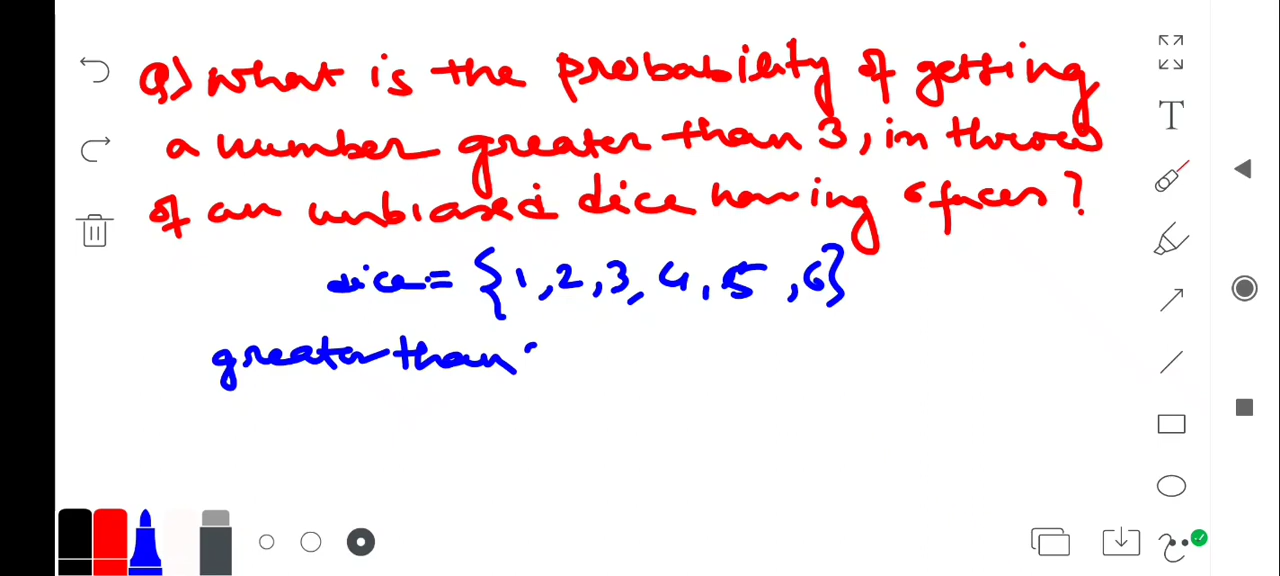 Q) What is the probability of getting
a number greater than 3, in throws
of an unbiased dice having 6 faces?
dice = {1, 2, 3, 4, 5, 6}
greater than
T